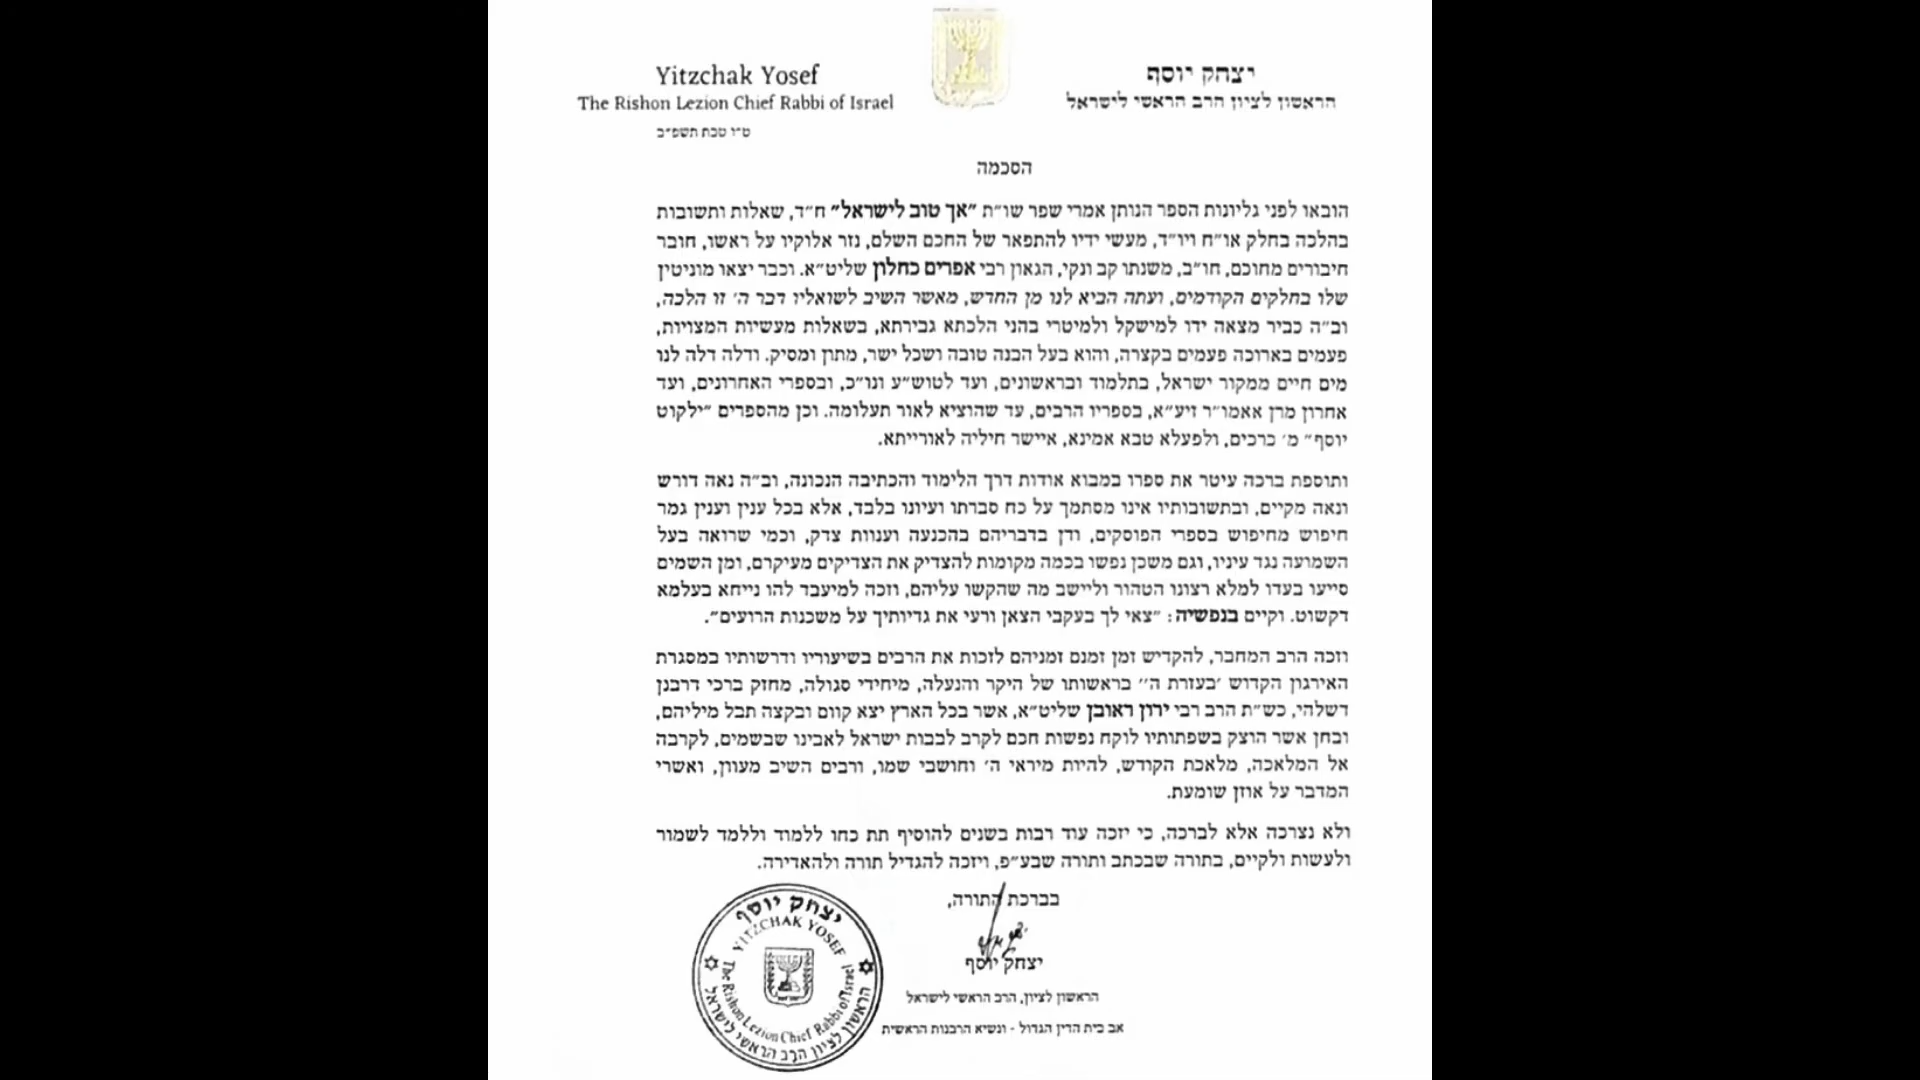 יצחק יוסף
הראשון לציון הרב הראשי לישראל
Yitzchak Yosef
The Rishon Lezion Chief Rabbi of Israel
ט״ו טבת תשפ״ב
הסכמה
הובאו לפני גליונות הספר הנותן אמרי שפר שו״ת ״אך טוב לישראל״ ח״ד, שאלות ותשובות
בהלכה בחלק או״ח ויו״ד, מעשי ידיו להתפאר של החכם השלם, נזר אלוקיו על ראשו, חובר
חיבורים מחוכם, חו״ב, משנתו קב ונקי, הגאון רבי אפרים כחלון שליט״א. וכבר יצאו מוניטין
שלו בחלקים הקודמים, ועתה הביא לנו מן החדש, מאשר השיב לשואליו דבר ה׳ זו הלכה,
וב״ה כביר מצאה ידו למישקל ולמיטרי בהני הלכתא גבירתא, בשאלות מעשיות המצויות,
פעמים בארוכה פעמים בקצרה, והוא בעל הבנה טובה ושכל ישר, מתון ומסיק. ודלה דלה לנו
מים חיים ממקור ישראל, בתלמוד ובראשונים, ועד לטוש״ע ונו״כ, ובספרי האחרונים, ועד
אחרון מרן אאמו״ר זיע״א, בספריו הרבים, עד שהוציא לאור תעלומה. וכן מהספרים ״ילקוט
יוסף״ מ׳ כרכים, ולפעלא טבא אמינא, איישר חיליה לאורייתא.
ותוספת ברכה עיטר את ספרו במבוא אודות דרך הלימוד והכתיבה הנכונה, וב״ה נאה דורש
ונאה מקיים, ובתשובותיו אינו מסתמך על כח סברתו ועיונו בלבד, אלא בכל ענין וענין גמר
חיפוש מחיפוש בספרי הפוסקים, ודן בדבריהם בהכנעה וענוות צדק, וכמי שרואה בעל
השמועה נגד עיניו, וגם משכן נפשו בכמה מקומות להצדיק את הצדיקים מעיקרם, ומן השמים
סייעו בעדו למלא רצונו הטהור וליישב מה שהקשו עליהם, וזכה למיעבד להו נייחא בעלמא
דקשוט. וקיים בנפשיה: ״צאי לך בעקבי הצאן ורעי את גדיותיך על משכנות הרועים״.
וזכה הרב המחבר, להקדיש זמן זמנם זמניהם לזכות את הרבים בשיעוריו ודרשותיו במסגרת
האירגון הקדוש ׳בעזרת ה׳׳ בראשותו של היקר והנעלה, מיחידי סגולה, מחזק ברכי דרבנן
דשלהי, כש״ת הרב רבי ירון ראובן שליט״א, אשר בכל הארץ יצא קוום ובקצה תבל מיליהם,
ובחן אשר הוצק בשפתותיו לוקח נפשות חכם לקרב לבבות ישראל לאבינו שבשמים, לקרבה
אל המלאכה, מלאכת הקודש, להיות מיראי ה׳ וחושבי שמו, ורבים השיב מעוון, ואשרי
המדבר על אוזן שומעת.
ולא נצרכה אלא לברכה, כי יזכה עוד רבות בשנים להוסיף תת כחו ללמוד וללמד לשמור
ולעשות ולקיים, בתורה שבכתב ותורה שבע״פ, ויזכה להגדיל תורה ולהאדירה.
בברכת התורה,
יצחק יוסף
הראשון לציון, הרב הראשי לישראל
אב בית הדין הגדול - ונשיא הרבנות הראשית
יצחק יוסף
YITZCHAK YOSEF
The Rishon Lezion Chief Rabbi of Israel
הראשון לציון הרב הראשי לישראל